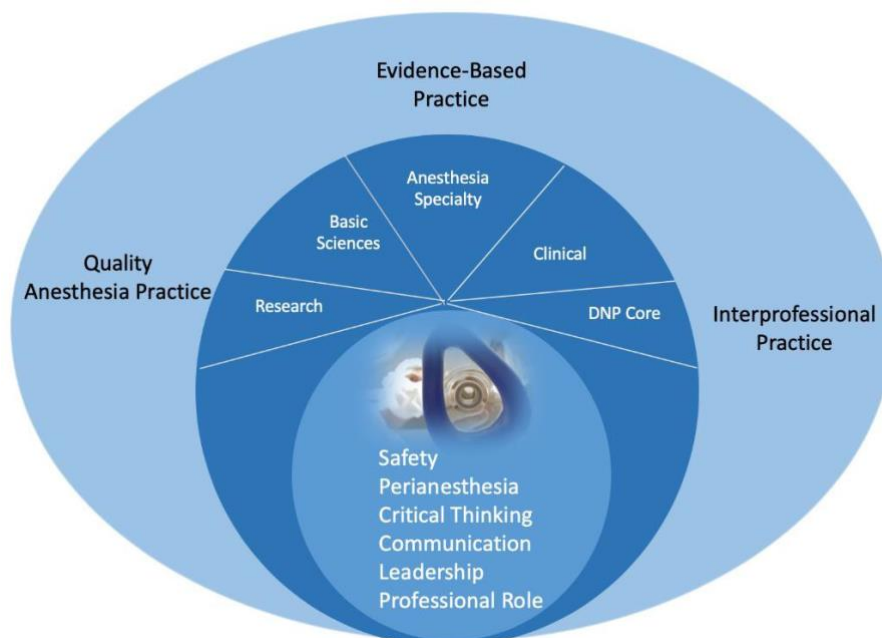 Evidence-Based
Practice
Anesthesia
Specialty
Basic
Sciences
Clinical
Quality
Anesthesia Practice
Research
DNP Core
Interprofessional
Practice
Safety
Perianesthesia
Critical Thinking
Communication
Leadership
Professional Role